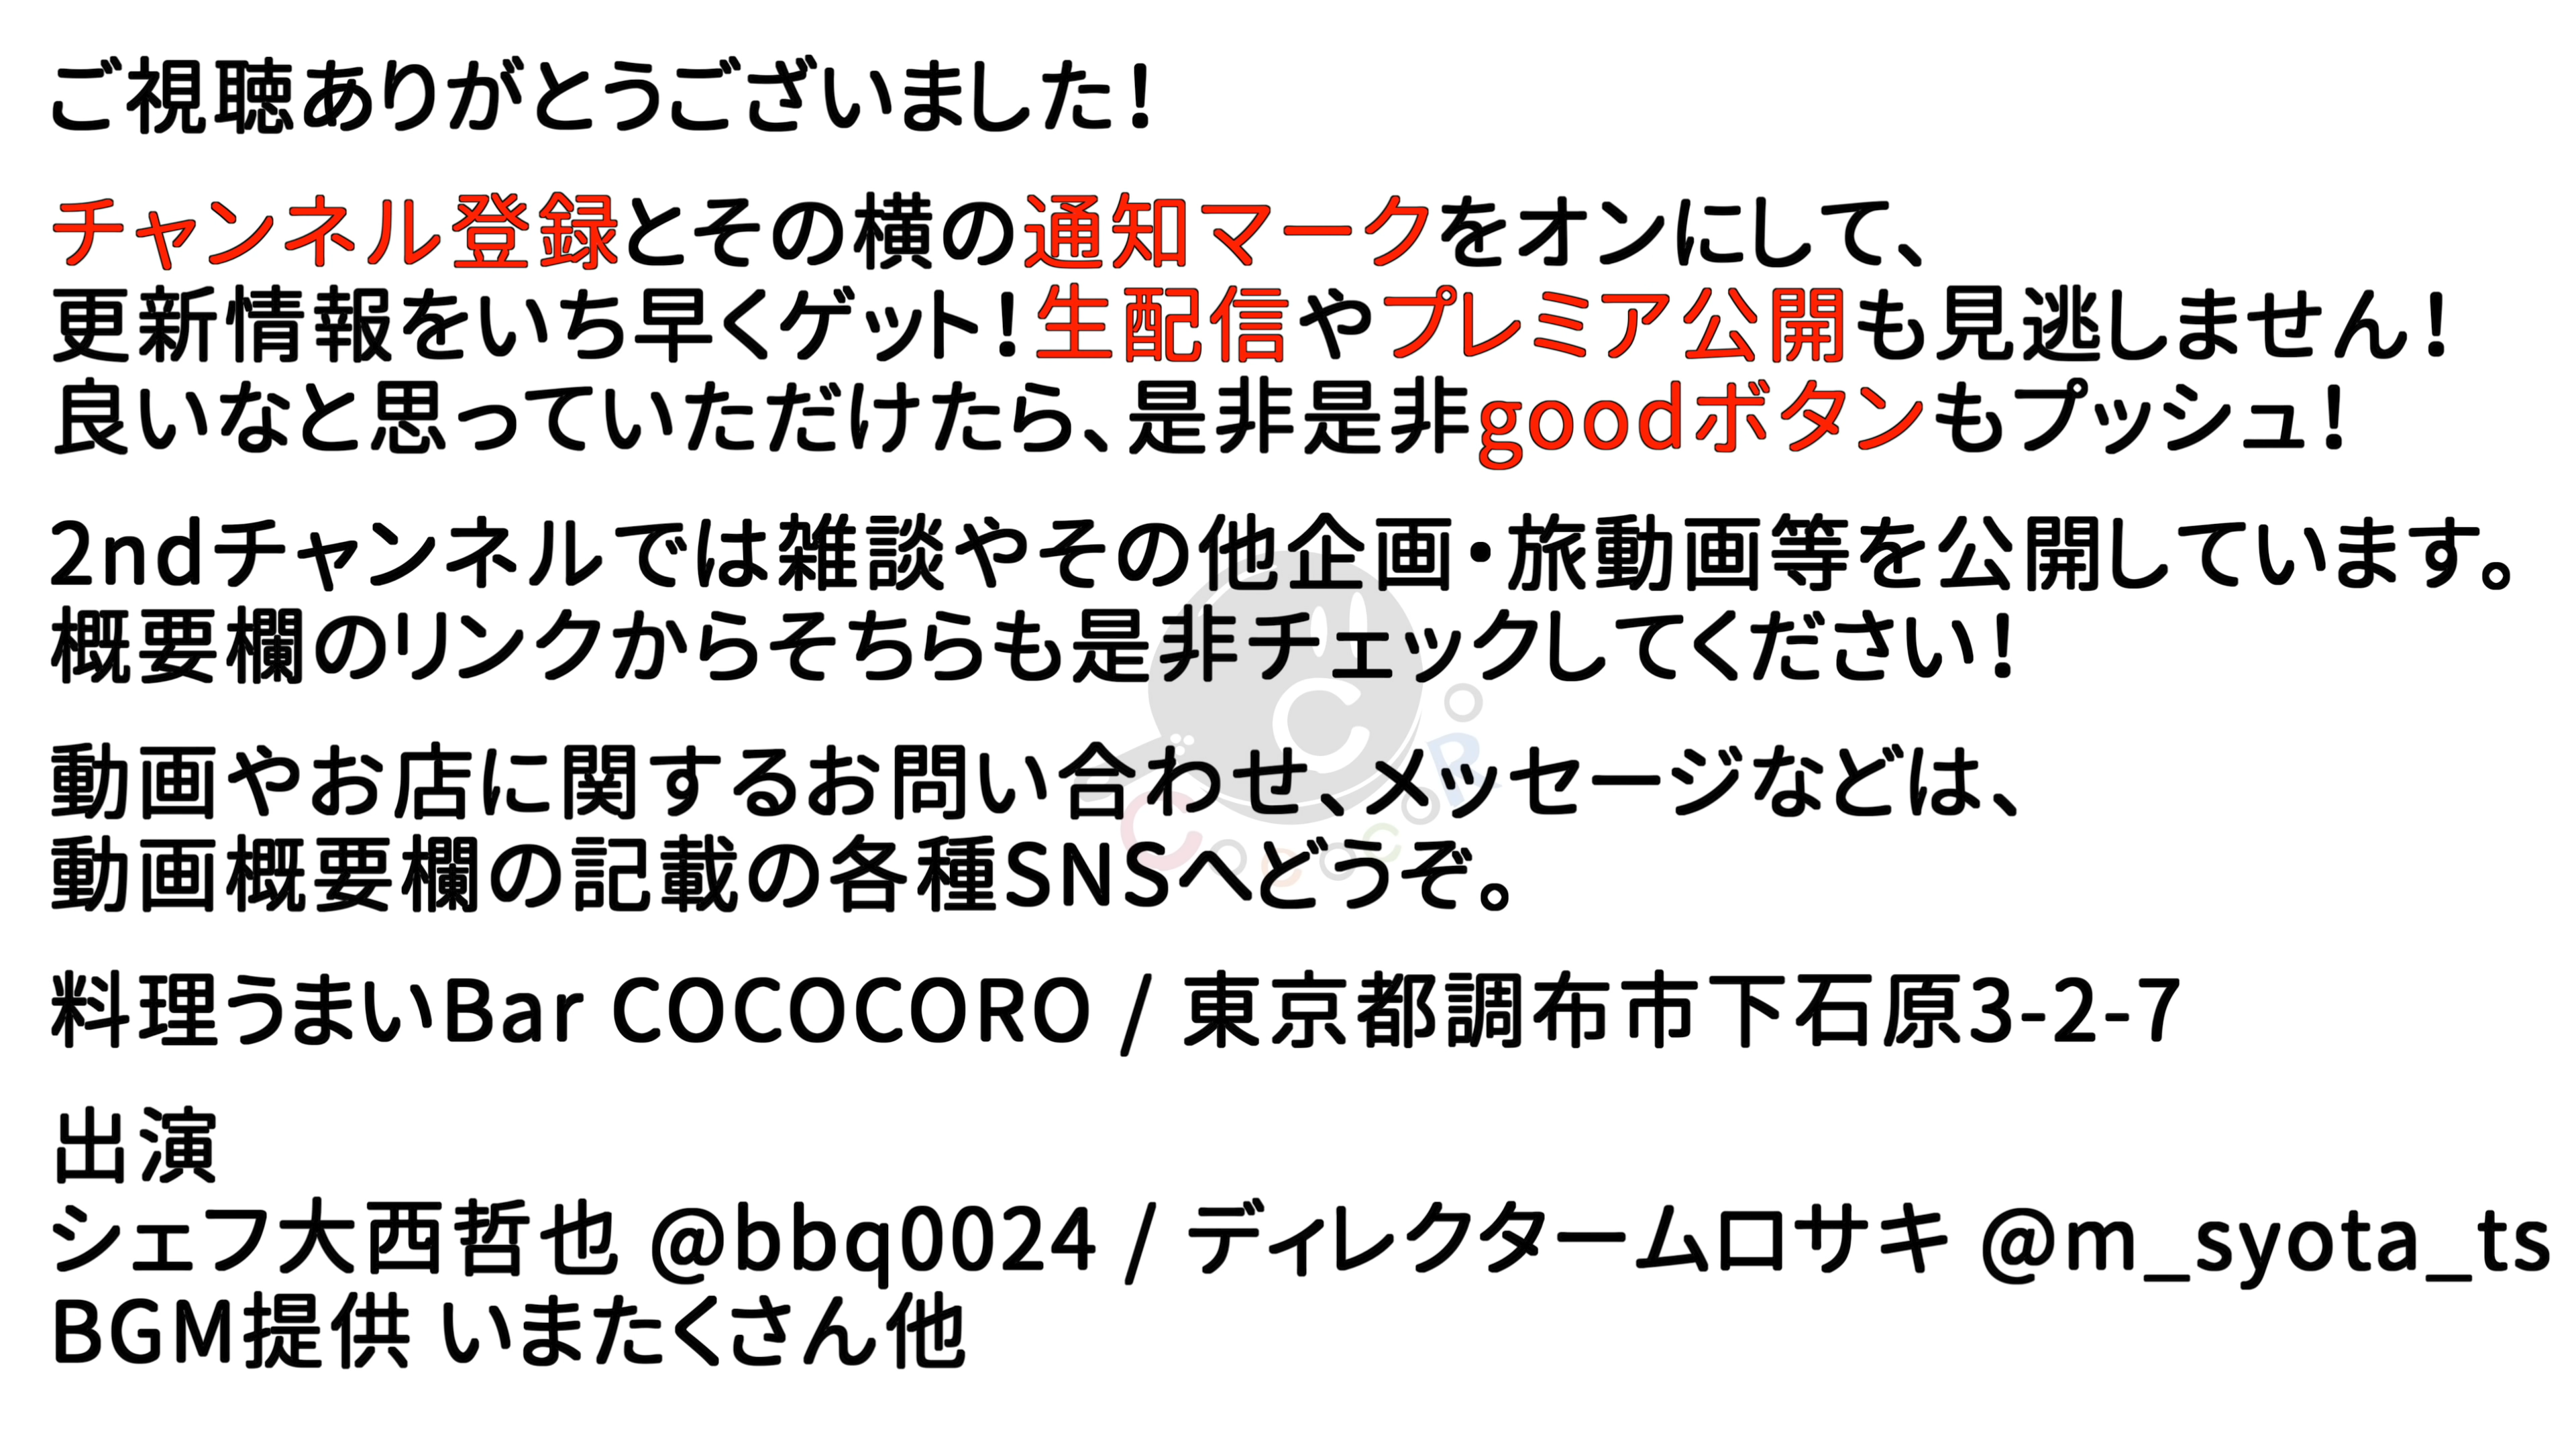 ご視聴ありがとうございました！
チャンネル登録とその横の通知マークをオンにして、
更新情報をいち早くゲット！生配信やプレミア公開も見逃しません！
良いなと思っていただけたら、是非是非goodボタンもプッシュ！
2ndチャンネルでは雑談やその他企画・旅動画等を公開しています。
概要欄のリンクからそちらも是非チェックしてください！
動画やお店に関するお問い合わせ、メッセージなどは、
動画概要欄の記載の各種SNSへどうぞ。
料理うまいBar COCOCORO / 東京都調布市下石原3-2-7
出演
シェフ大西哲也 @bbq0024 / ディレクタームロサキ @m_syota_ts
BGM提供 いまたくさん他
C
CoCoCoRo